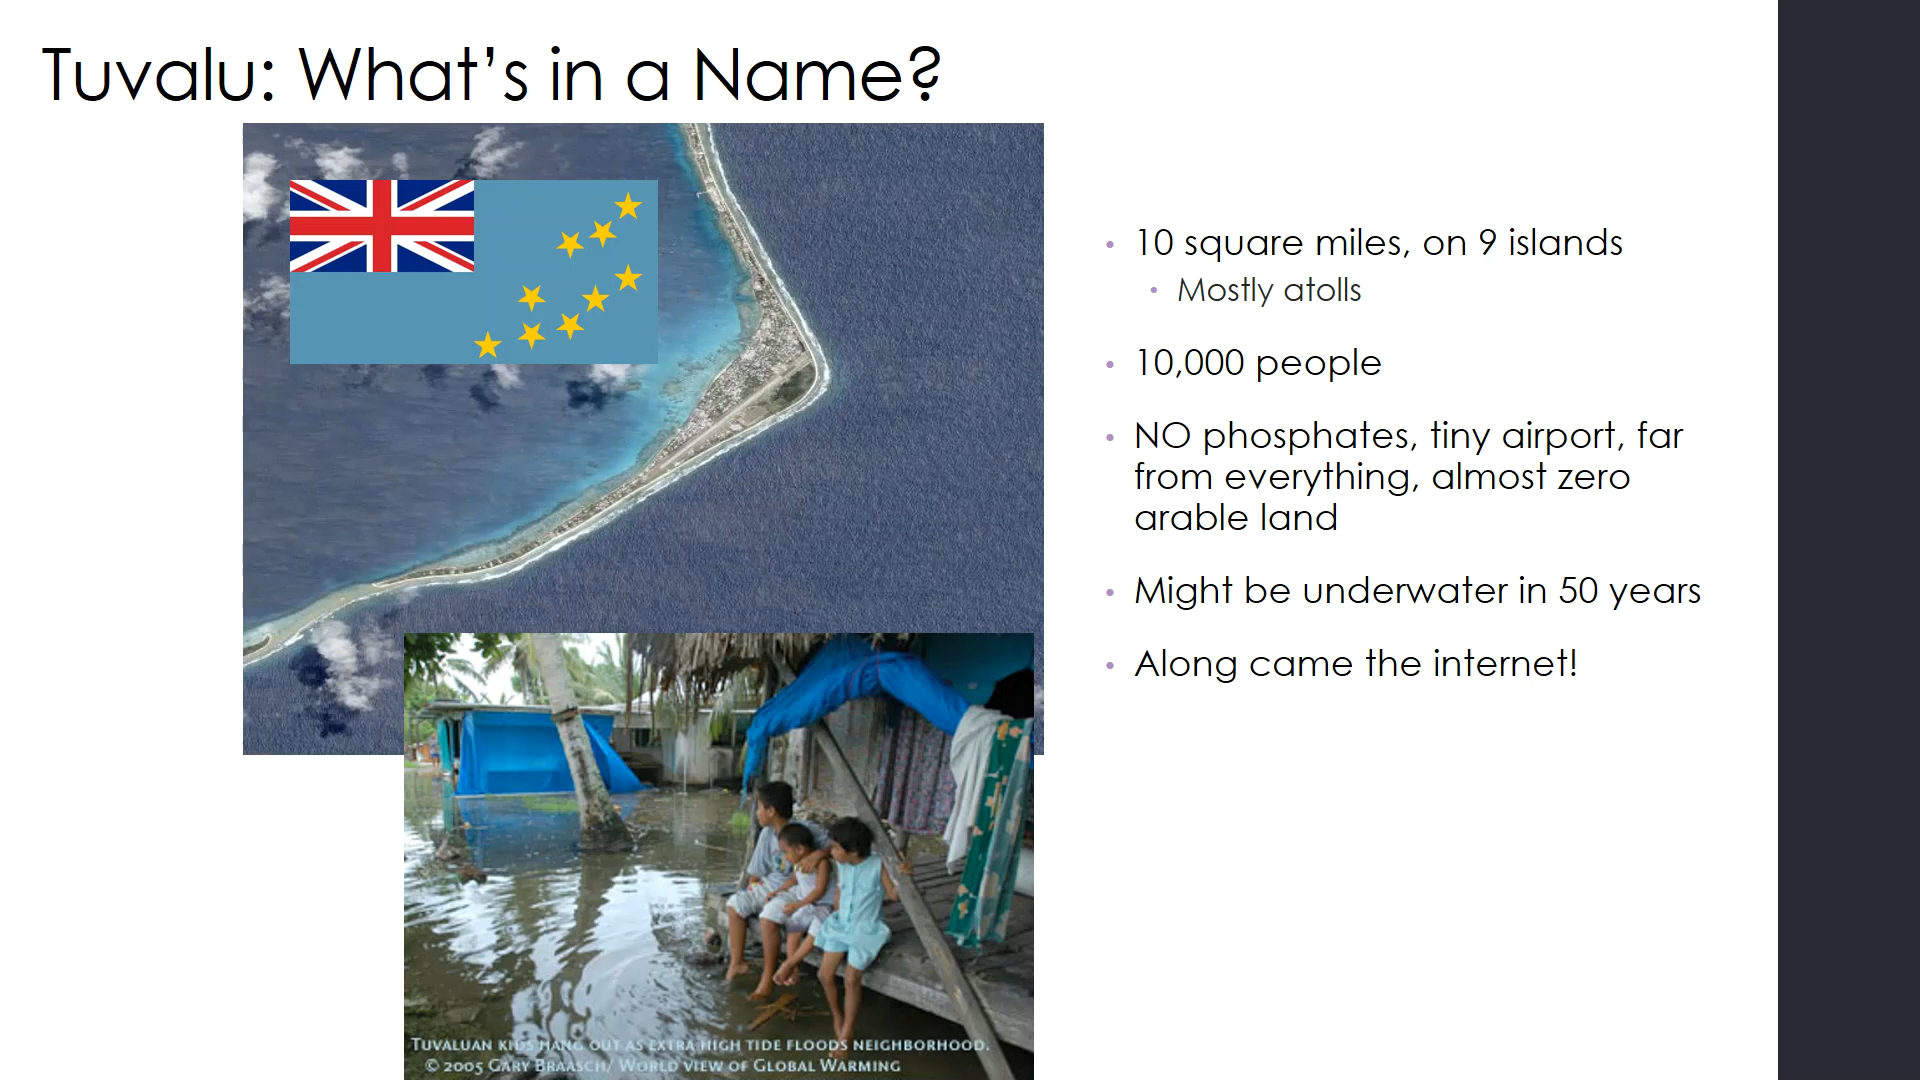 Tuvalu: What’s in a Name?
• 10 square miles, on 9 islands
• Mostly atolls
• 10,000 people
• NO phosphates, tiny airport, far
from everything, almost zero
arable land
• Might be underwater in 50 years
• Along came the internet!
TUVALUAN KIDS HANG OUT AS EXTRA HIGH TIDE FLOODS NEIGHBORHOOD.
© 2005 GARY BRAASCH/ WORLD VIEW OF GLOBAL WARMING